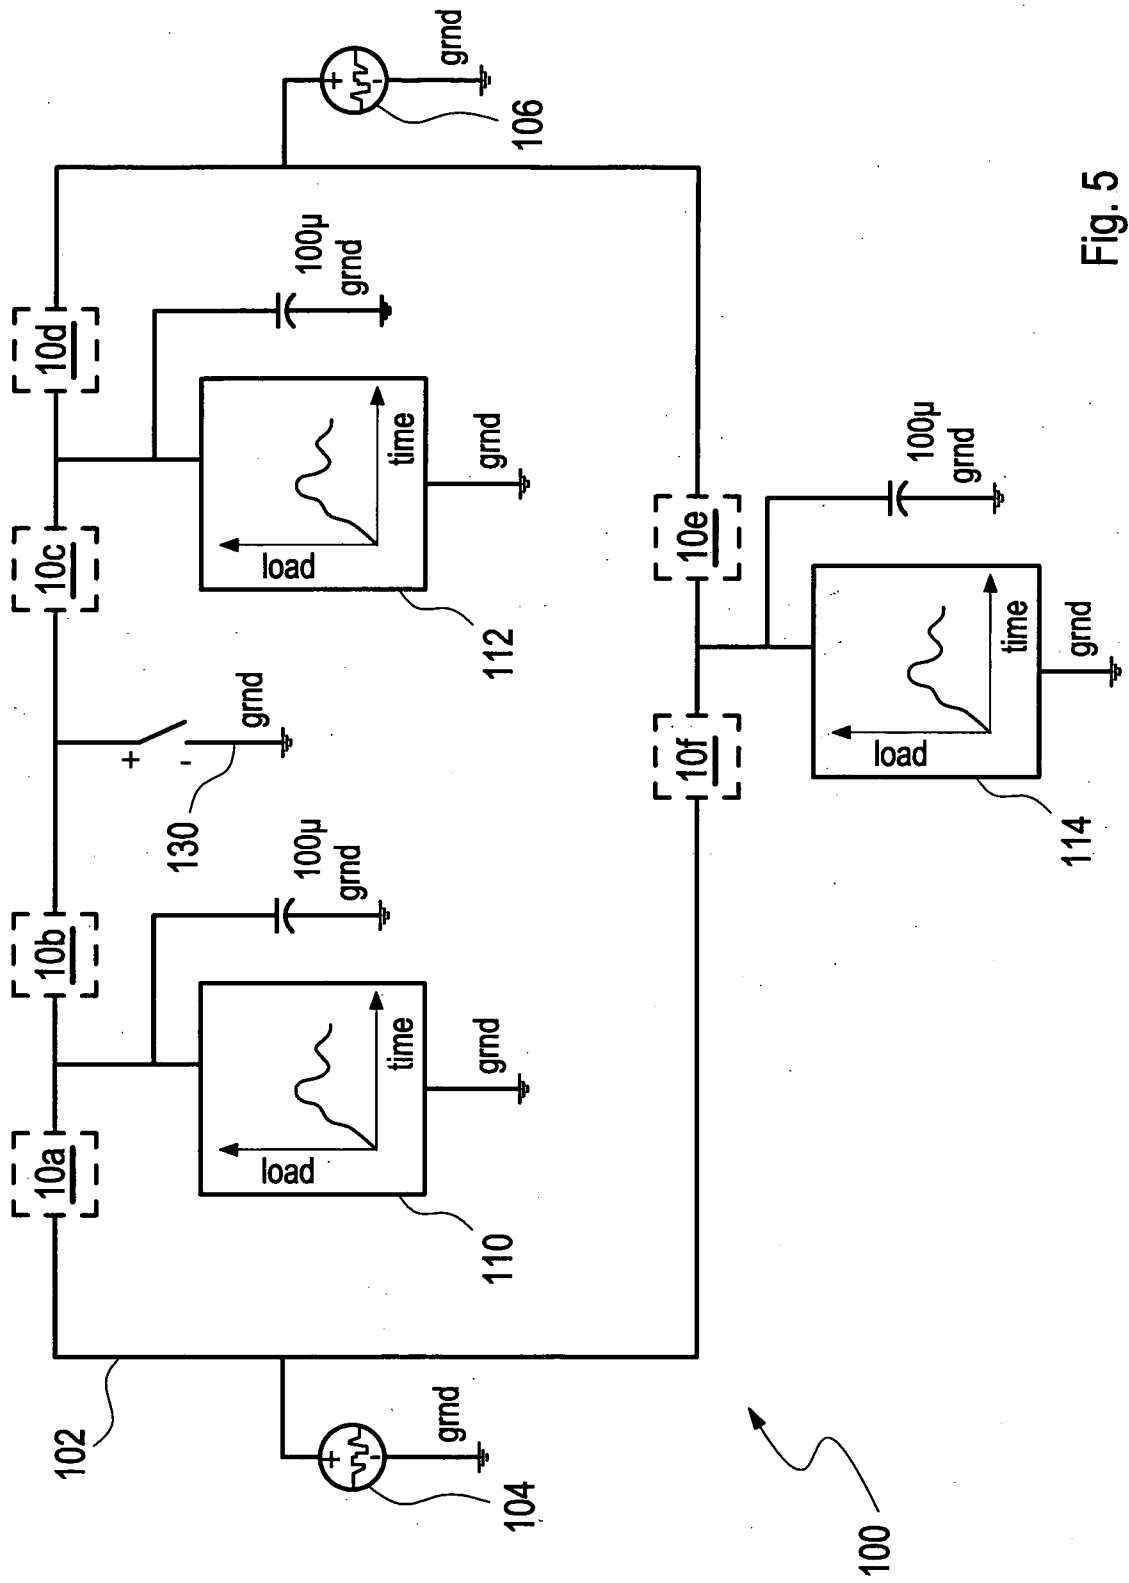 10a
10b
10c
10d
102
130
+
-
grnd
100µ
grnd
100µ
grnd
load
time
load
time
110
grnd
112
grnd
104
+
-
grnd
106
+
-
grnd
10f
10e
100µ
grnd
load
time
114
grnd
100
Fig. 5